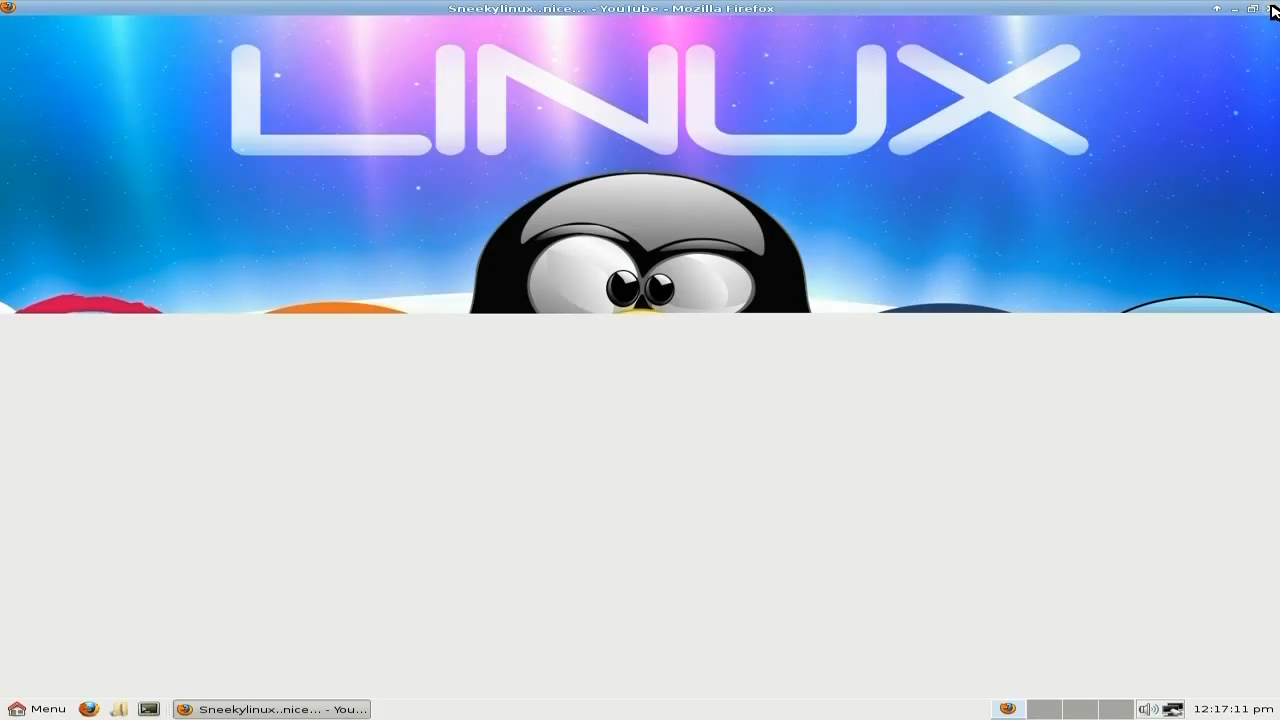 Sneekylinux..nice... - YouTube - Mozilla Firefox
LINUX
Menu
Sneekylinux..nice... - You...
12:17:11 pm